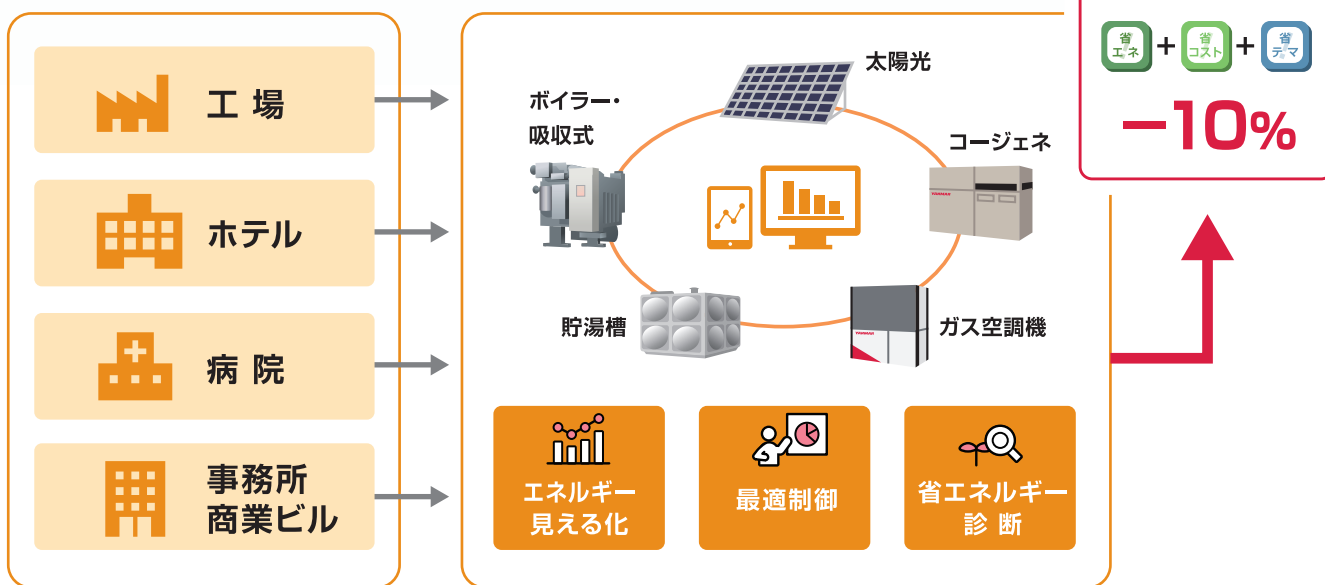 工場
ホテル
病院
事務所
商業ビル
太陽光
ボイラー・
吸収式
コージェネ
YANMAR
貯湯槽
ガス空調機
YANMAR
エネルギー
見える化
最適制御
省エネルギー
診断
省
エネ
+
省
コスト
+
省
テマ
−10%